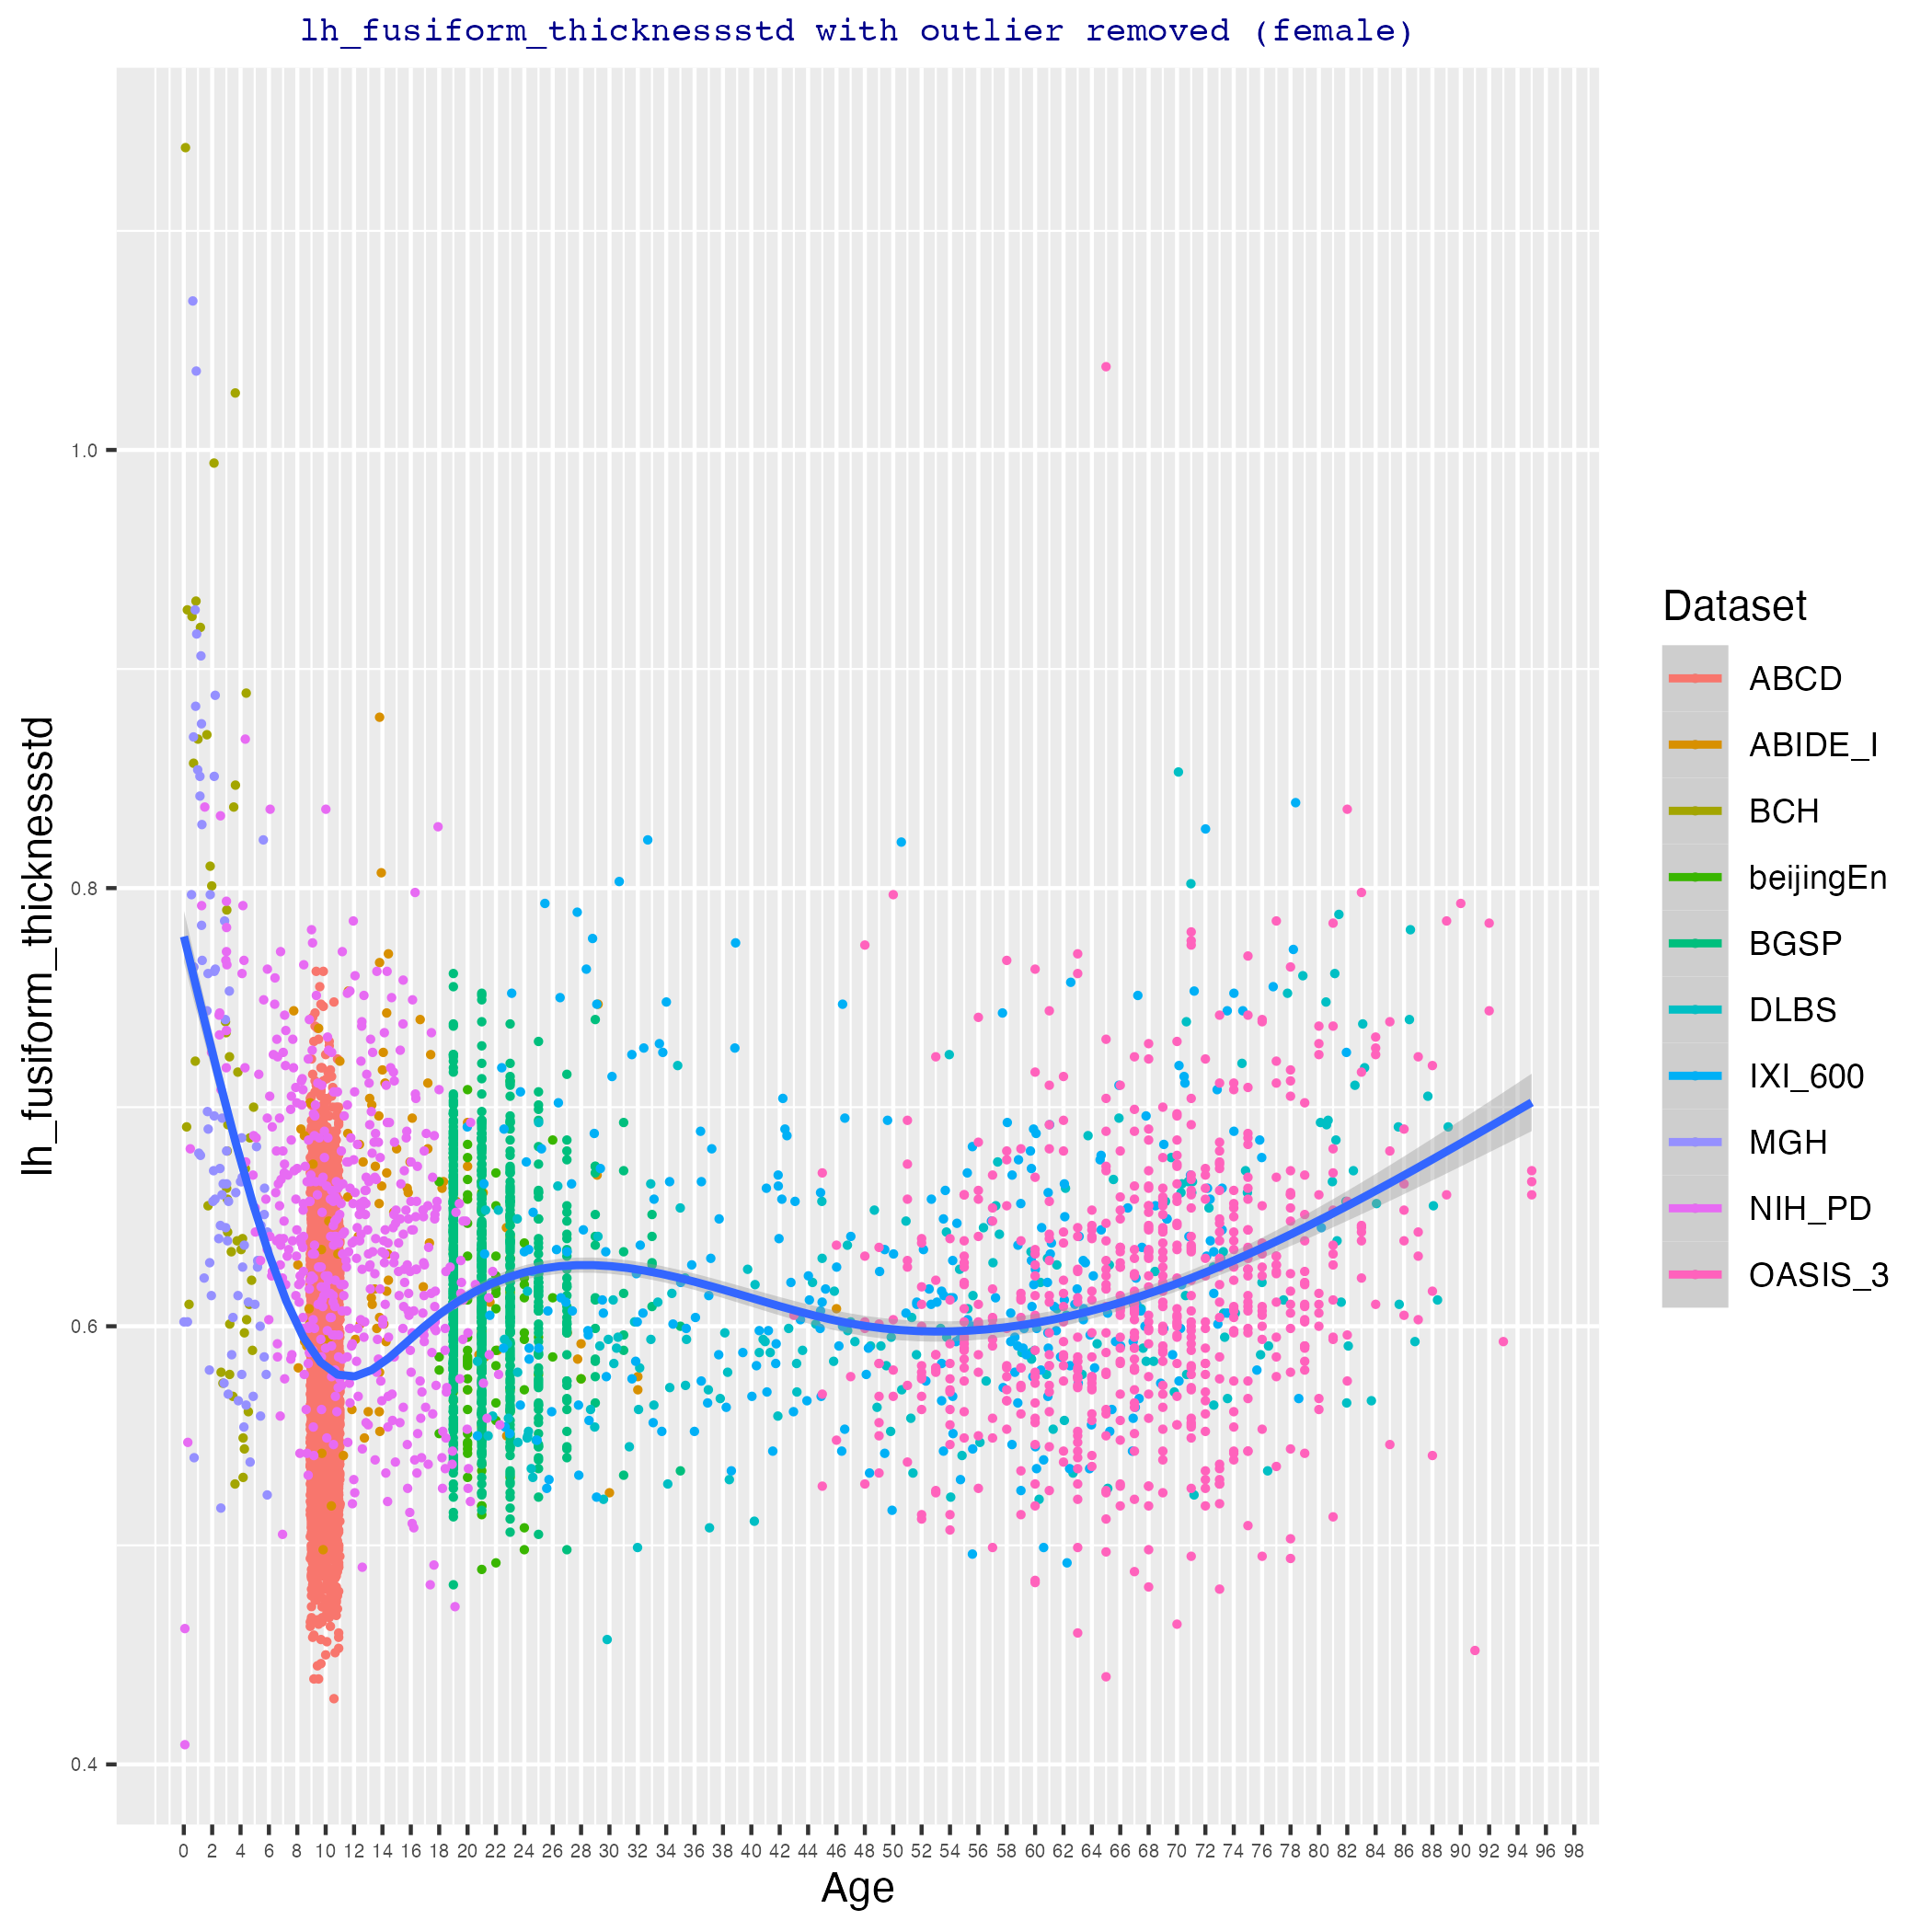 lh_fusiform_thicknessstd with outlier removed (female)
lh_fusiform_thicknessstd
1.0
0.8
0.6
0.4
0 2 4 6 8 10 12 14 16 18 20 22 24 26 28 30 32 34 36 38 40 42 44 46 48 50 52 54 56 58 60 62 64 66 68 70 72 74 76 78 80 82 84 86 88 90 92 94 96 98
Age
Dataset
ABCD
ABIDE_I
BCH
beijingEn
BGSP
DLBS
IXI_600
MGH
NIH_PD
OASIS_3